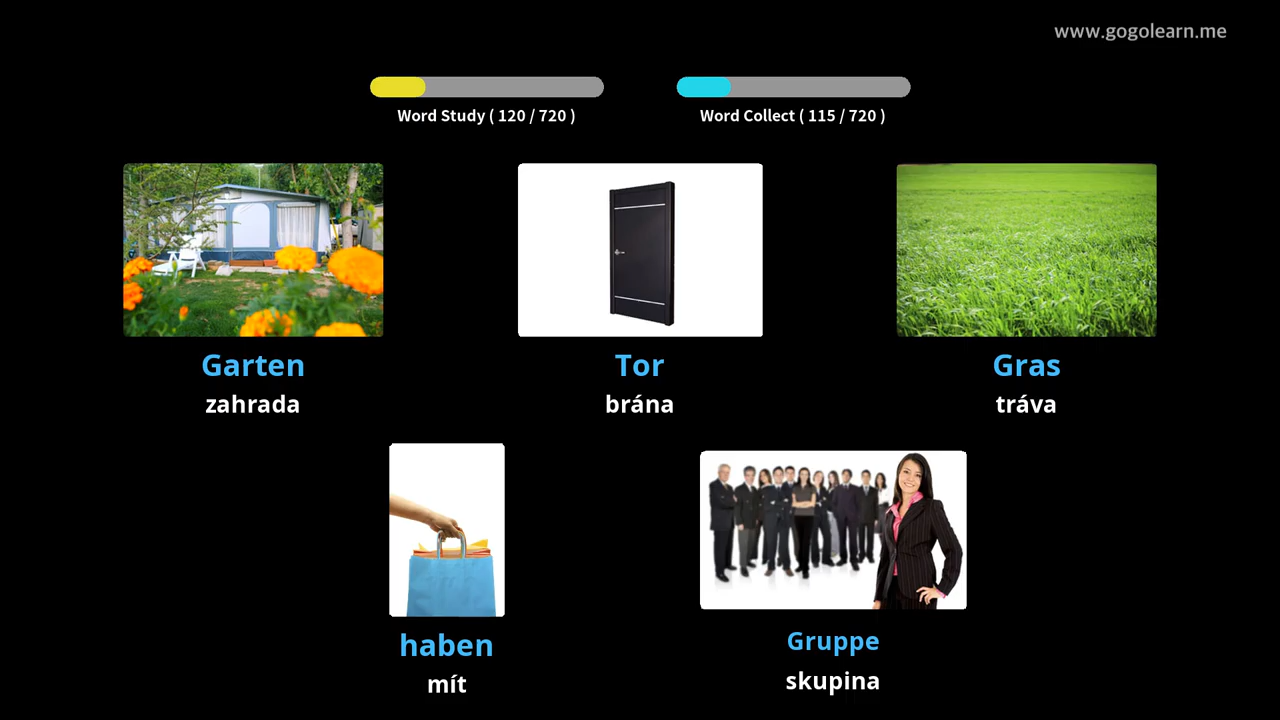 www.gogolearn.me
Word Study ( 120 / 720 )
Word Collect ( 115 / 720 )
Garten
zahrada
Tor
brána
Gras
tráva
haben
mít
Gruppe
skupina